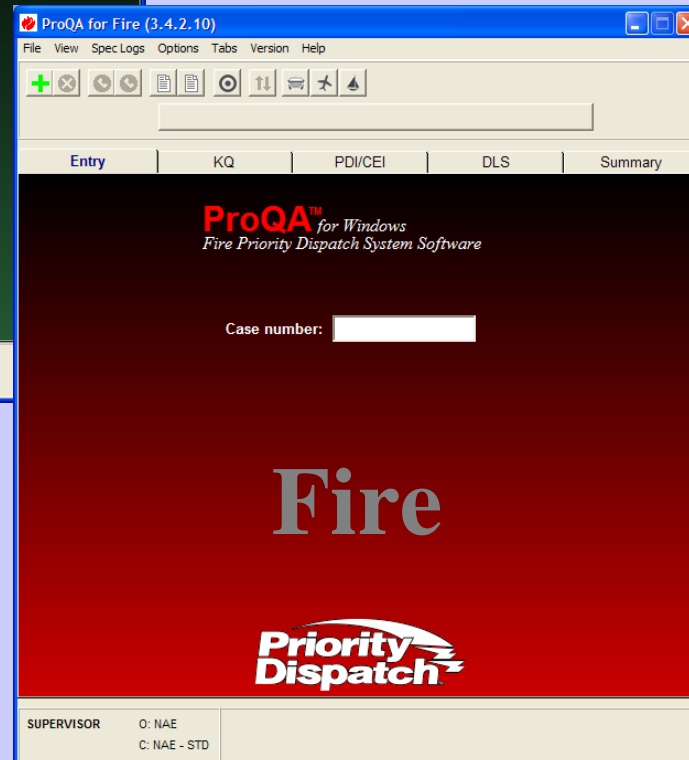 ProQA for Fire (3.4.2.10)
File View Spec Logs Options Tabs Version Help
Entry KQ PDI/CEI DLS Summary
ProQA™ for Windows
Fire Priority Dispatch System Software
Case number:
Fire
Priority
Dispatch™
SUPERVISOR O: NAE
C: NAE - STD